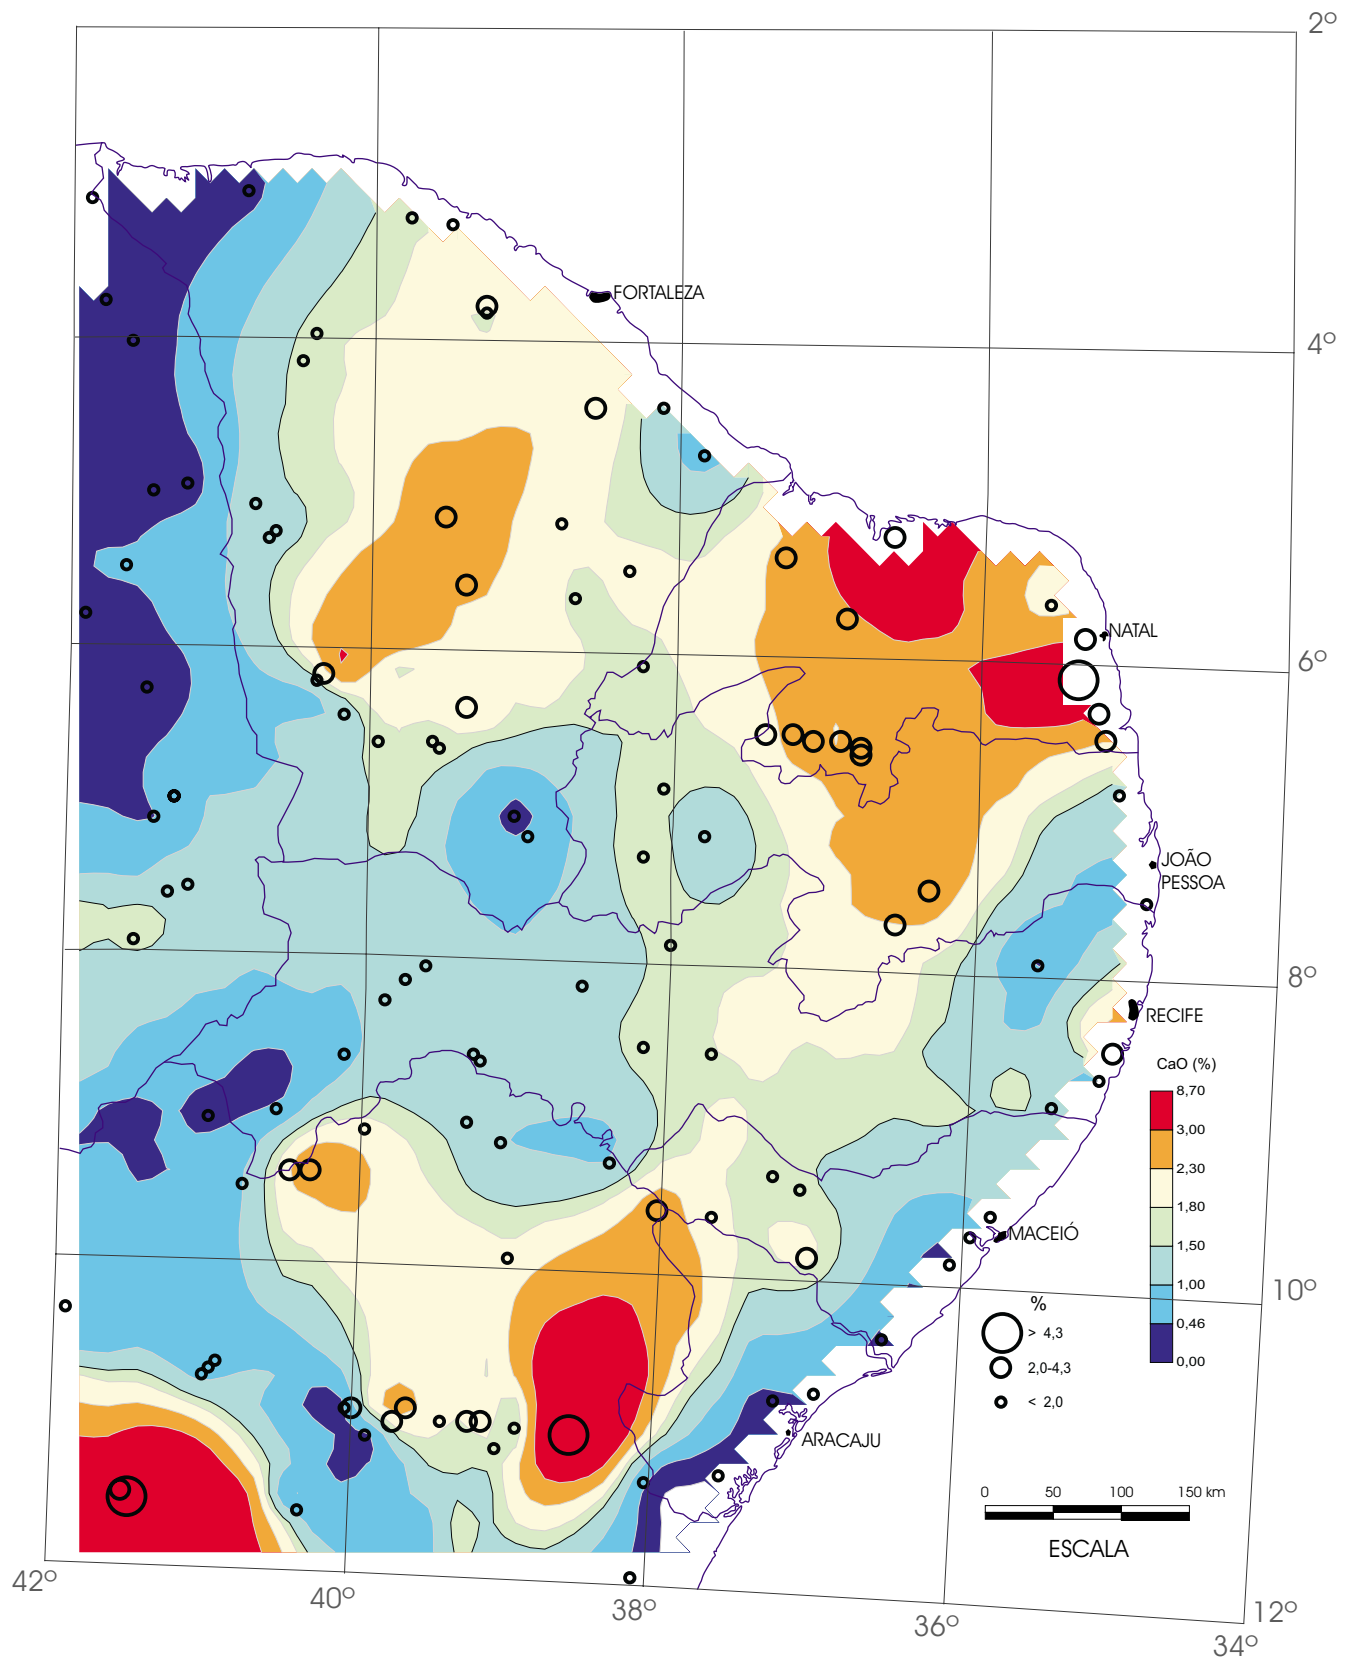 2º
FORTALEZA
4º
NATAL
6º
JOÃO
PESSOA
8º
RECIFE
CaO (%)
8,70
3,00
2,30
1,80
1,50
1,00
0,46
0,00
MACEIÓ
10º
%
> 4,3
2,0-4,3
< 2,0
ARACAJU
0 50 100 150 km
ESCALA
42º
40º
38º
36º
12º
34º